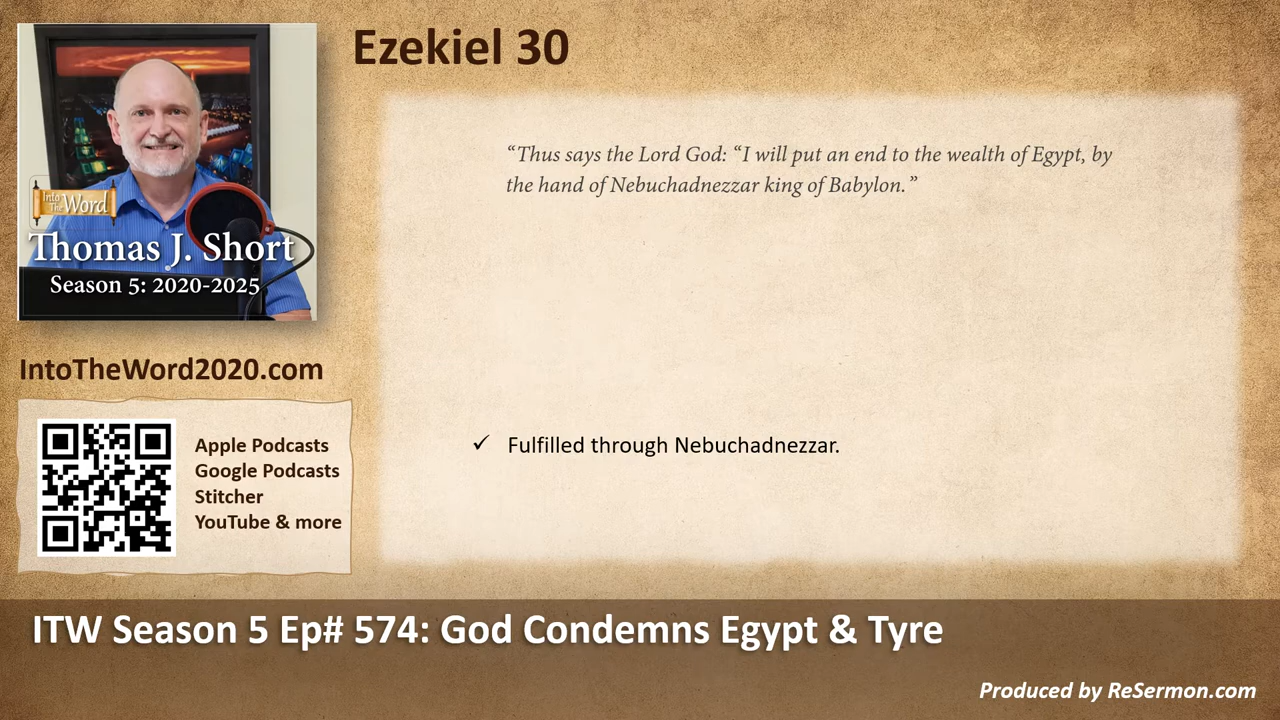 Ezekiel 30
“Thus says the Lord God: “I will put an end to the wealth of Egypt, by
the hand of Nebuchadnezzar king of Babylon.”
✓ Fulfilled through Nebuchadnezzar.
Into
The Word
Thomas J. Short
Season 5: 2020-2025
IntoTheWord2020.com
Apple Podcasts
Google Podcasts
Stitcher
YouTube & more
ITW Season 5 Ep# 574: God Condemns Egypt & Tyre
Produced by ReSermon.com